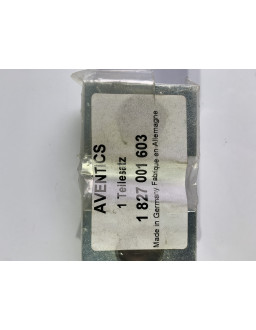 AVENTICS
1 Teilesatz
1 827 001 603
Made in Germany Fabriqué en Allemagne